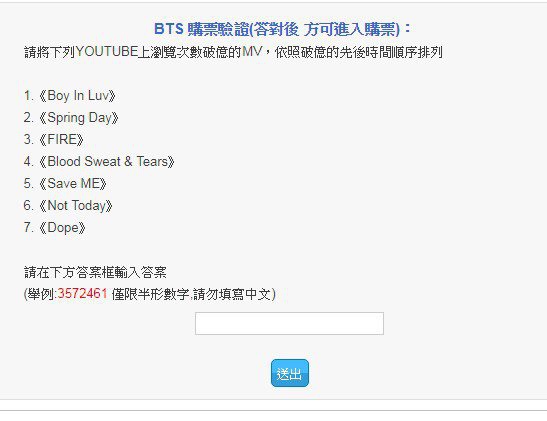 BTS 購票驗證(答對後 方可進入購票)：
請將下列YOUTUBE上瀏覽次數破億的MV，依照破億的先後時間順序排列
1.《Boy In Luv》
2.《Spring Day》
3.《FIRE》
4.《Blood Sweat & Tears》
5.《Save ME》
6.《Not Today》
7.《Dope》
請在下方答案框輸入答案
(舉例:3572461 僅限半形數字,請勿填寫中文)
送出